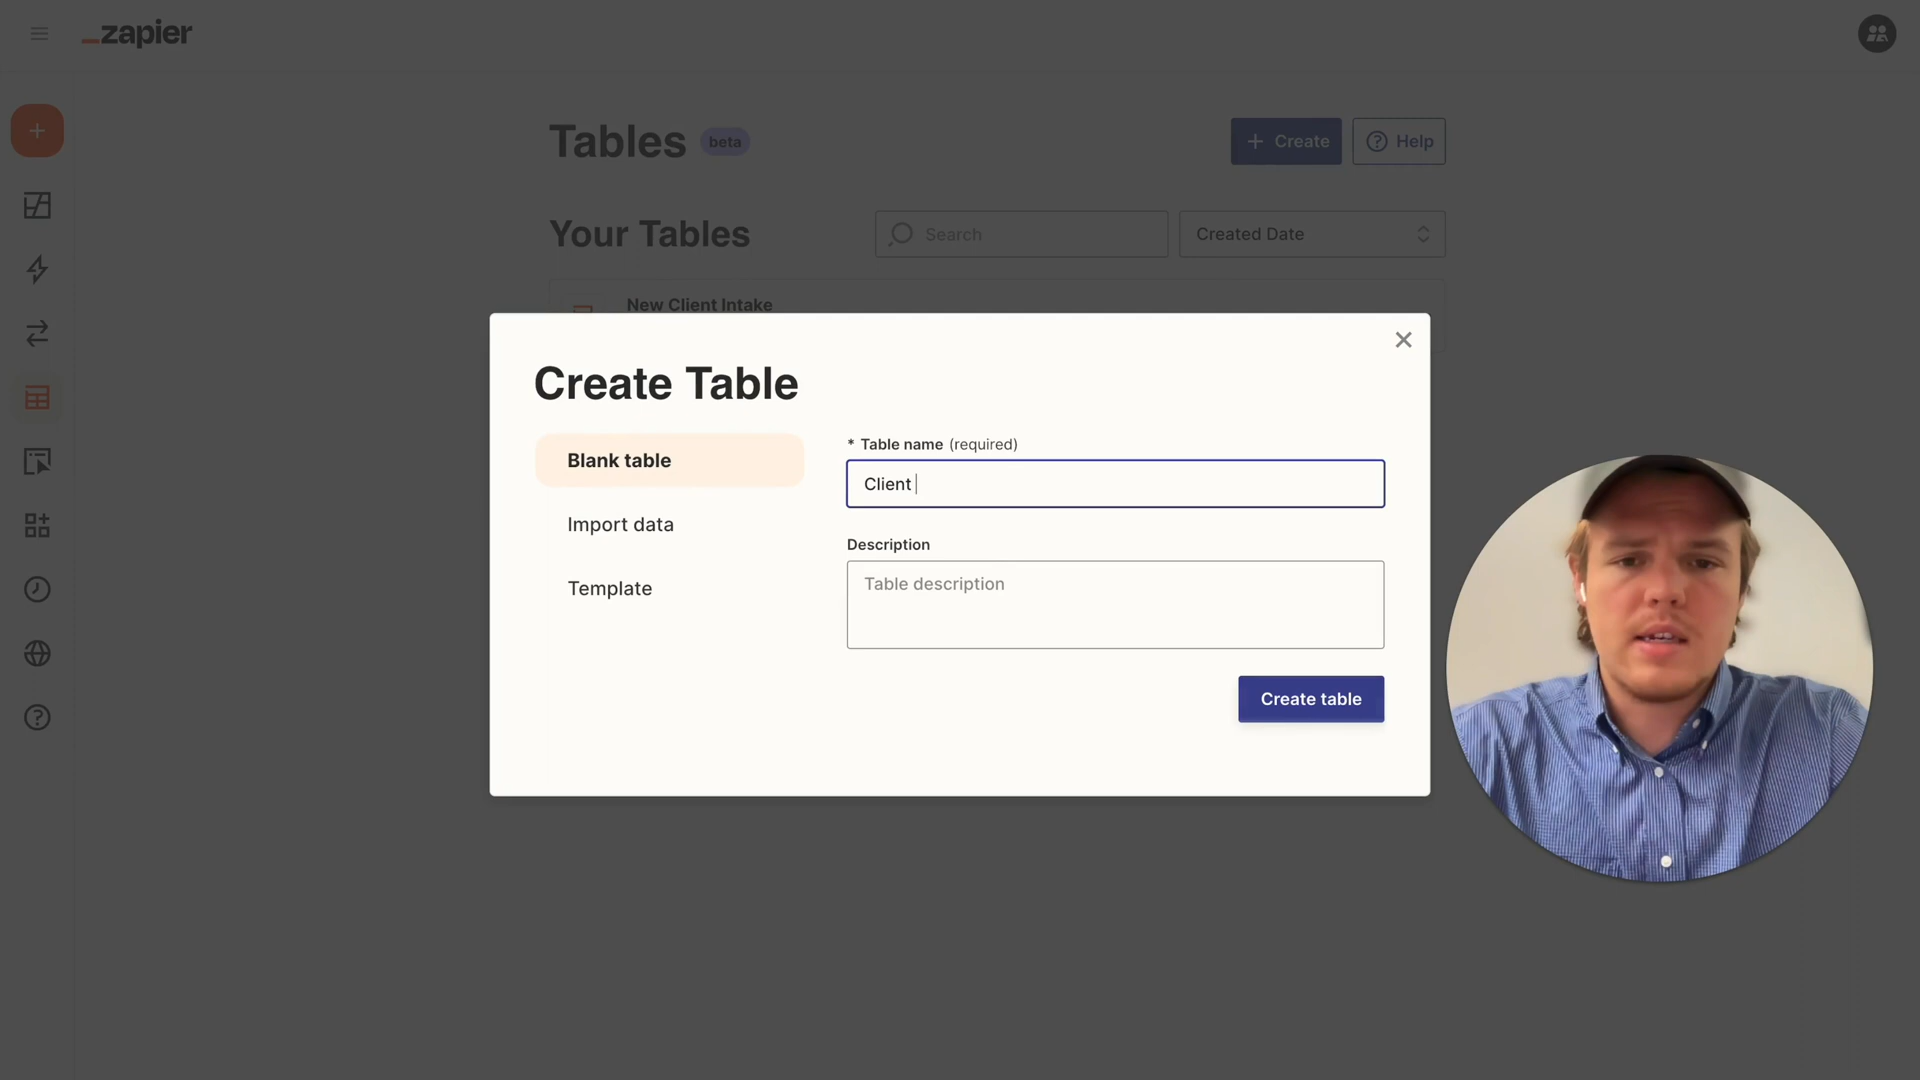 zapier
Tables beta
+ Create
Help
Your Tables
Search
Created Date
New Client Intake
Create Table
Blank table
Import data
Template
* Table name (required)
Client
Description
Table description
Create table